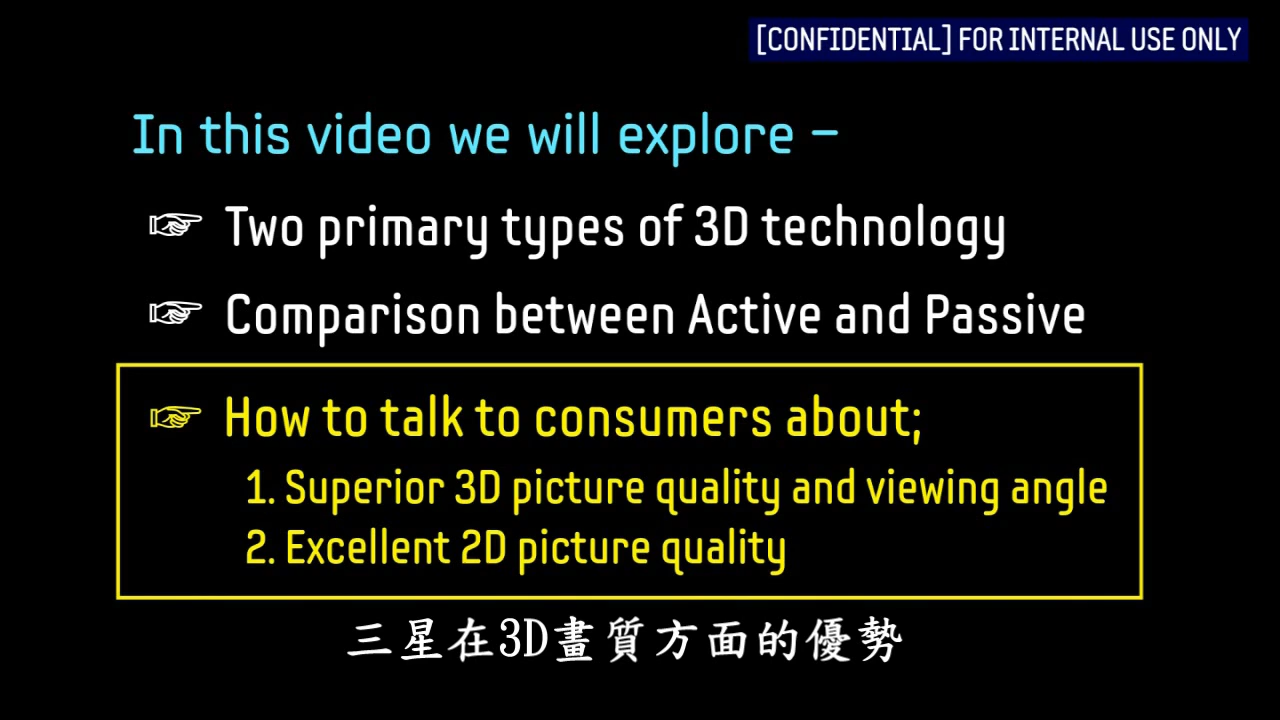 [CONFIDENTIAL] FOR INTERNAL USE ONLY
In this video we will explore –
☞ Two primary types of 3D technology
☞ Comparison between Active and Passive
☞ How to talk to consumers about;
1. Superior 3D picture quality and viewing angle
2. Excellent 2D picture quality
三星在3D畫質方面的優勢